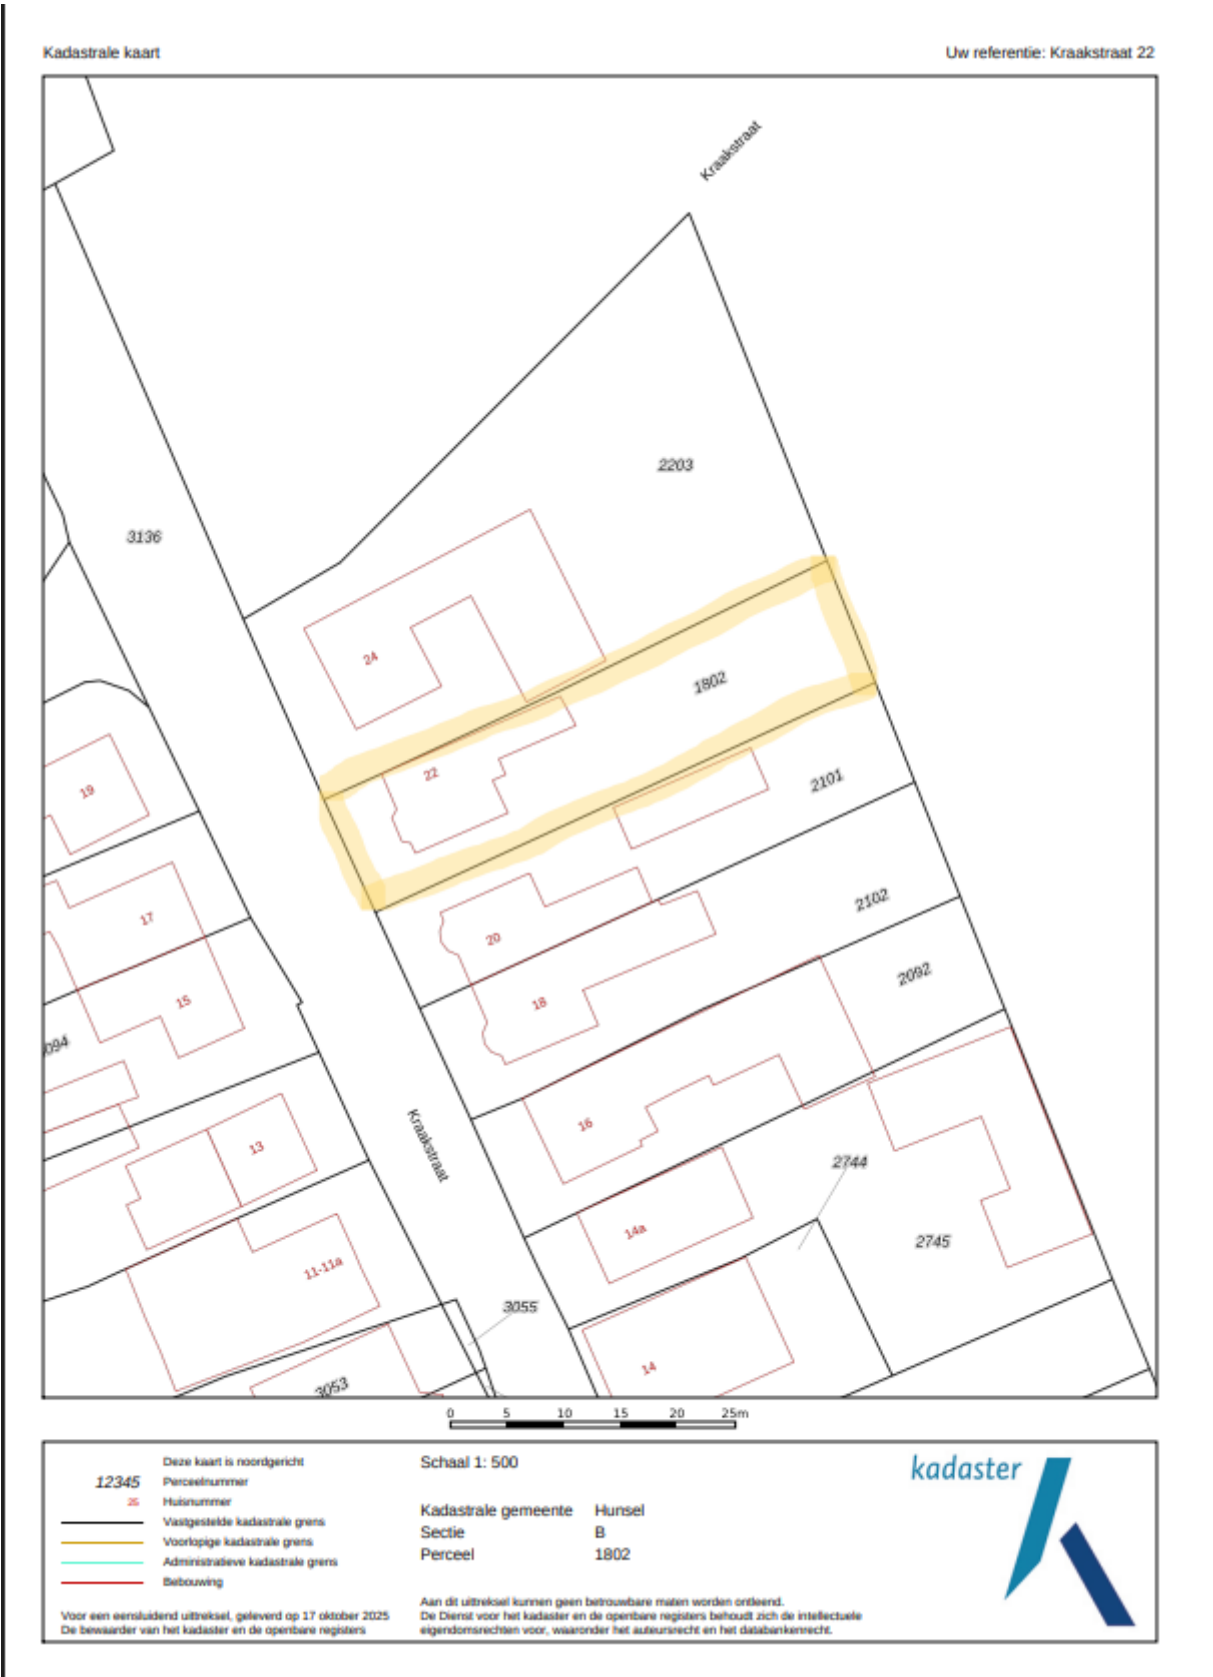 Kadastrale kaart
Uw referentie: Kraakstraat 22
Kraakstraat
2203
3136
24
1802
22
19
2101
17
20
2102
15
18
2092
094
16
Kraakstraat
13
2744
14a
2745
11-11a
3055
14
3053
0 5 10 15 20 25m
Deze kaart is noordgericht
12345 Perceelnummer
25 Huisnummer
Vastgestelde kadastrale grens
Voorlopige kadastrale grens
Administratieve kadastrale grens
Bebouwing
Voor een eensluidend uittreksel, geleverd op 17 oktober 2025
De bewaarder van het kadaster en de openbare registers
Schaal 1: 500
Kadastrale gemeente Hunsel
Sectie B
Perceel 1802
Aan dit uittreksel kunnen geen betrouwbare maten worden ontleend.
De Dienst voor het kadaster en de openbare registers behoudt zich de intellectuele
eigendomsrechten voor, waaronder het auteursrecht en het databankenrecht.
kadaster